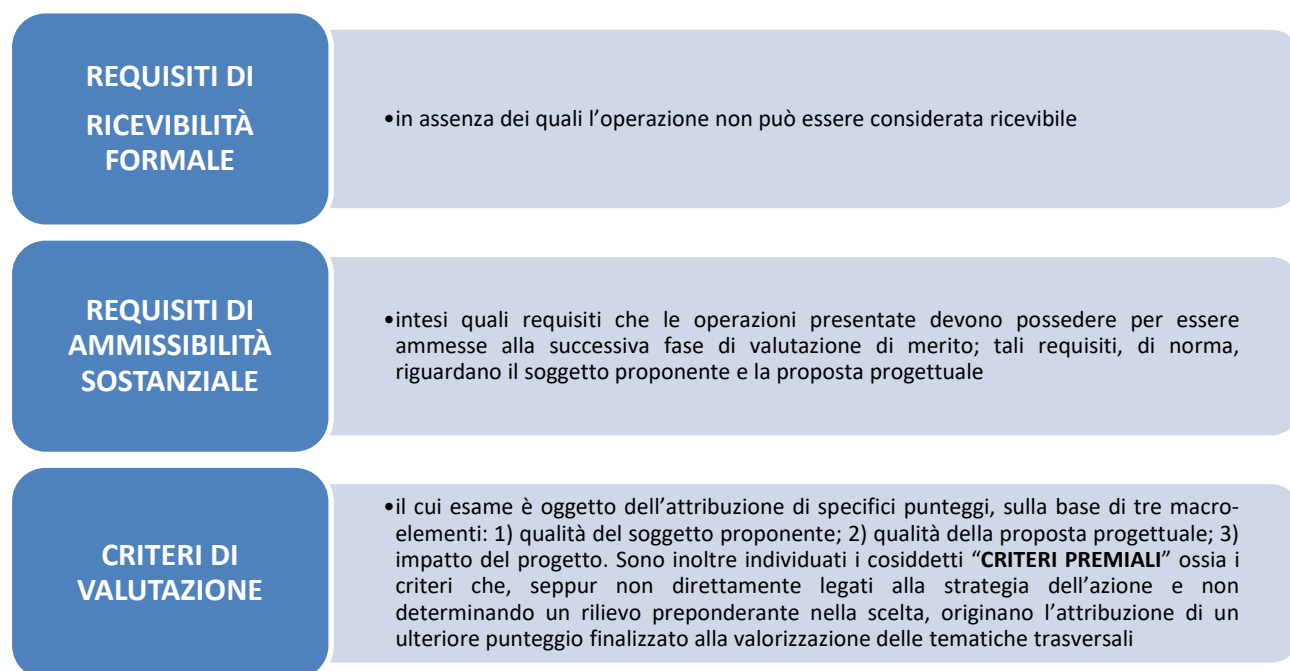 REQUISITI DI
RICEVIBILITÀ
FORMALE
•in assenza dei quali l’operazione non può essere considerata ricevibile
REQUISITI DI
AMMISSIBILITÀ
SOSTANZIALE
•intesi quali requisiti che le operazioni presentate devono possedere per essere
ammesse alla successiva fase di valutazione di merito; tali requisiti, di norma,
riguardano il soggetto proponente e la proposta progettuale
CRITERI DI
VALUTAZIONE
•il cui esame è oggetto dell’attribuzione di specifici punteggi, sulla base di tre macro-
elementi: 1) qualità del soggetto proponente; 2) qualità della proposta progettuale; 3)
impatto del progetto. Sono inoltre individuati i cosiddetti “CRITERI PREMIALI” ossia i
criteri che, seppur non direttamente legati alla strategia dell’azione e non
determinando un rilievo preponderante nella scelta, originano l’attribuzione di un
ulteriore punteggio finalizzato alla valorizzazione delle tematiche trasversali